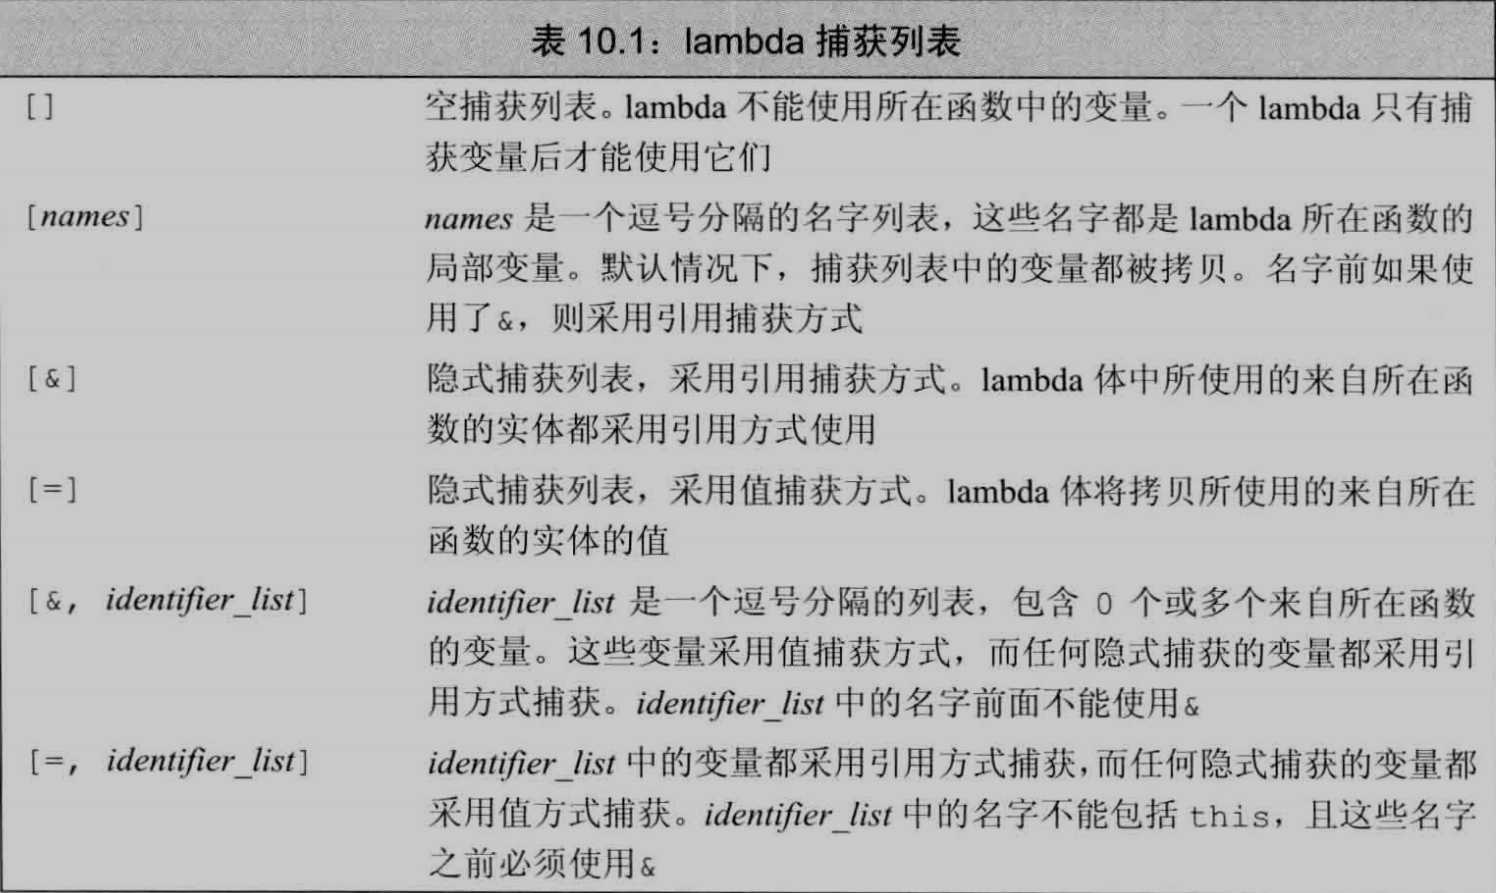 表 10.1：lambda 捕获列表
[] 空捕获列表。lambda 不能使用所在函数中的变量。一个 lambda 只有捕
获变量后才能使用它们
[names] names 是一个逗号分隔的名字列表，这些名字都是 lambda 所在函数的
局部变量。默认情况下，捕获列表中的变量都被拷贝。名字前如果使
用了&，则采用引用捕获方式
[&] 隐式捕获列表，采用引用捕获方式。lambda 体中所使用的来自所在函
数的实体都采用引用方式使用
[=] 隐式捕获列表，采用值捕获方式。lambda 体将拷贝所使用的来自所在
函数的实体的值
[&, identifier_list] identifier_list 是一个逗号分隔的列表，包含 0 个或多个来自所在函数
的变量。这些变量采用值捕获方式，而任何隐式捕获的变量都采用引
用方式捕获。identifier_list 中的名字前面不能使用&
[=, identifier_list] identifier_list 中的变量都采用引用方式捕获，而任何隐式捕获的变量都
采用值方式捕获。identifier_list 中的名字不能包括 this，且这些名字
之前必须使用&